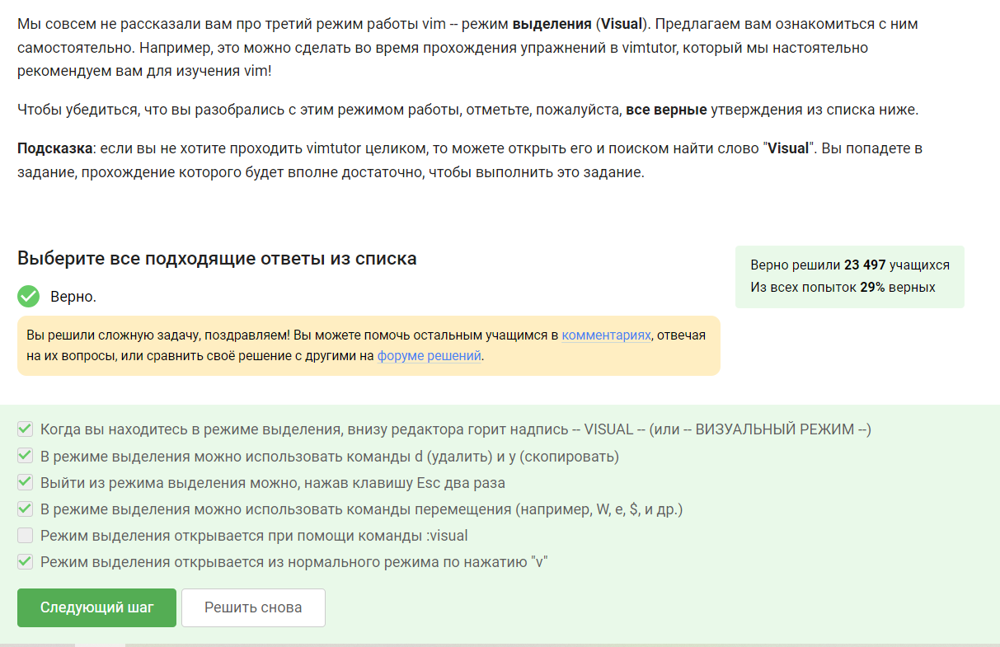 Мы совсем не рассказали вам про третий режим работы vim -- режим выделения (Visual). Предлагаем вам ознакомиться с ним
самостоятельно. Например, это можно сделать во время прохождения упражнений в vimtutor, который мы настоятельно
рекомендуем вам для изучения vim!
Чтобы убедиться, что вы разобрались с этим режимом работы, отметьте, пожалуйста, все верные утверждения из списка ниже.
Подсказка: если вы не хотите проходить vimtutor целиком, то можете открыть его и поиском найти слово "Visual". Вы попадете в
задание, прохождение которого будет вполне достаточно, чтобы выполнить это задание.
Выберите все подходящие ответы из списка
Верно решили 23 497 учащихся
Из всех попыток 29% верных
Верно.
Вы решили сложную задачу, поздравляем! Вы можете помочь остальным учащимся в комментариях, отвечая
на их вопросы, или сравнить своё решение с другими на форуме решений.
Когда вы находитесь в режиме выделения, внизу редактора горит надпись -- VISUAL -- (или -- ВИЗУАЛЬНЫЙ РЕЖИМ --)
В режиме выделения можно использовать команды d (удалить) и y (скопировать)
Выйти из режима выделения можно, нажав клавишу Esc два раза
В режиме выделения можно использовать команды перемещения (например, W, e, $, и др.)
Режим выделения открывается при помощи команды :visual
Режим выделения открывается из нормального режима по нажатию "v"
Следующий шаг
Решить снова